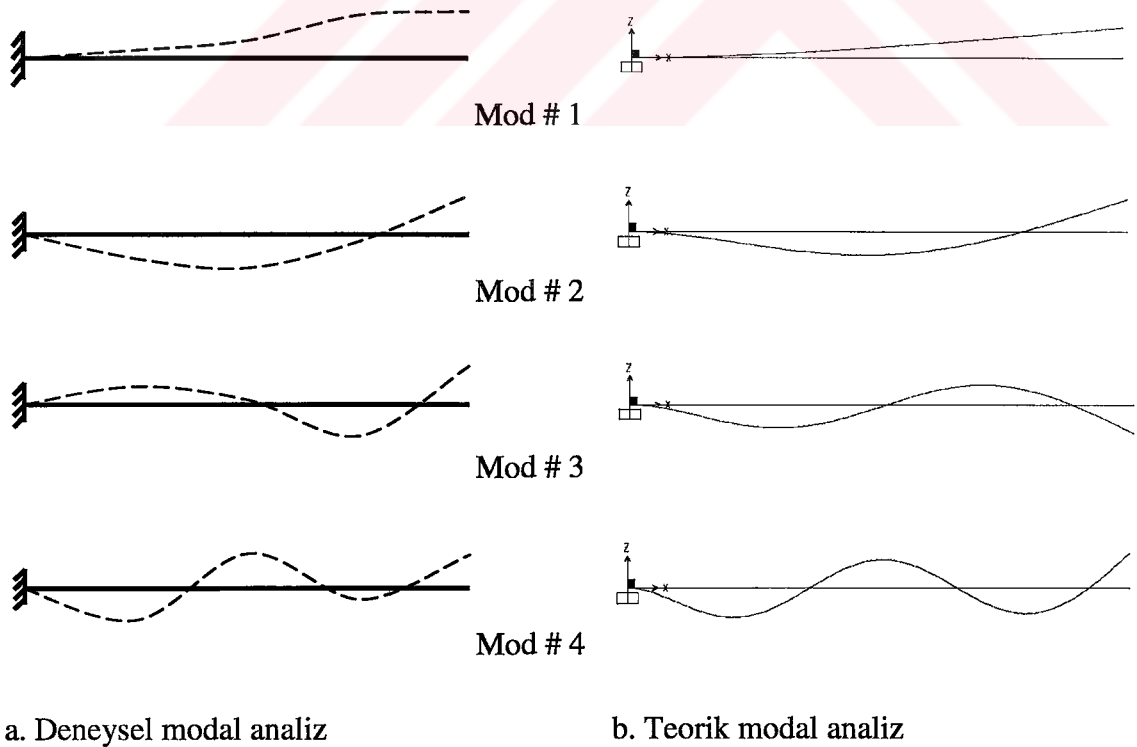 Z
X
Z
X
Mod # 1
Z
X
Mod # 2
Z
X
Mod # 3
Z
X
Mod # 4
a. Deneysel modal analiz
b. Teorik modal analiz